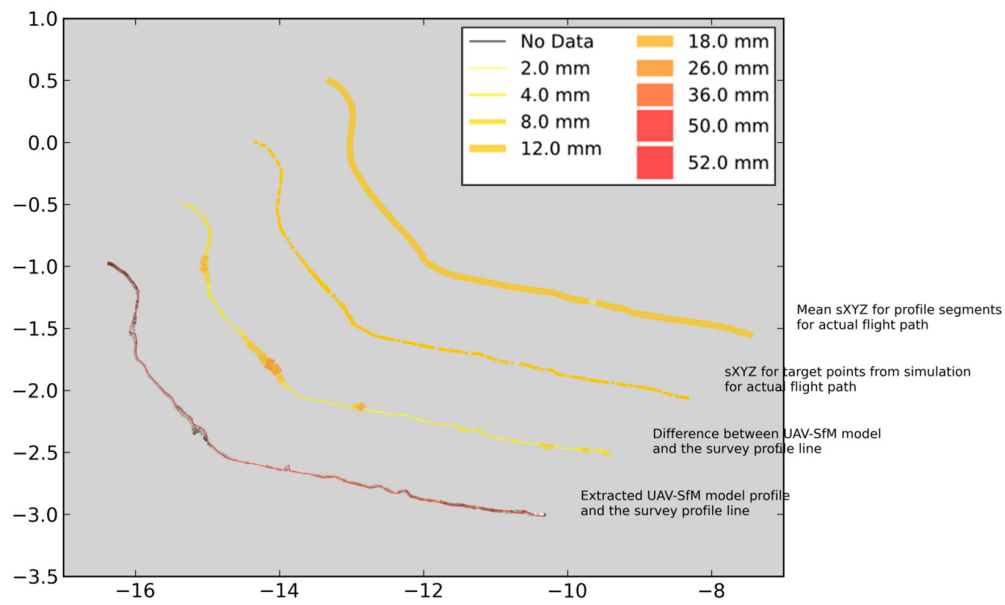 1.0
0.5
0.0
−0.5
−1.0
−1.5
−2.0
−2.5
−3.0
−3.5
−16
−14
−12
−10
−8
No Data
2.0 mm
4.0 mm
8.0 mm
12.0 mm
18.0 mm
26.0 mm
36.0 mm
50.0 mm
52.0 mm
Mean sXYZ for profile segments
for actual flight path
sXYZ for target points from simulation
for actual flight path
Difference between UAV-SfM model
and the survey profile line
Extracted UAV-SfM model profile
and the survey profile line